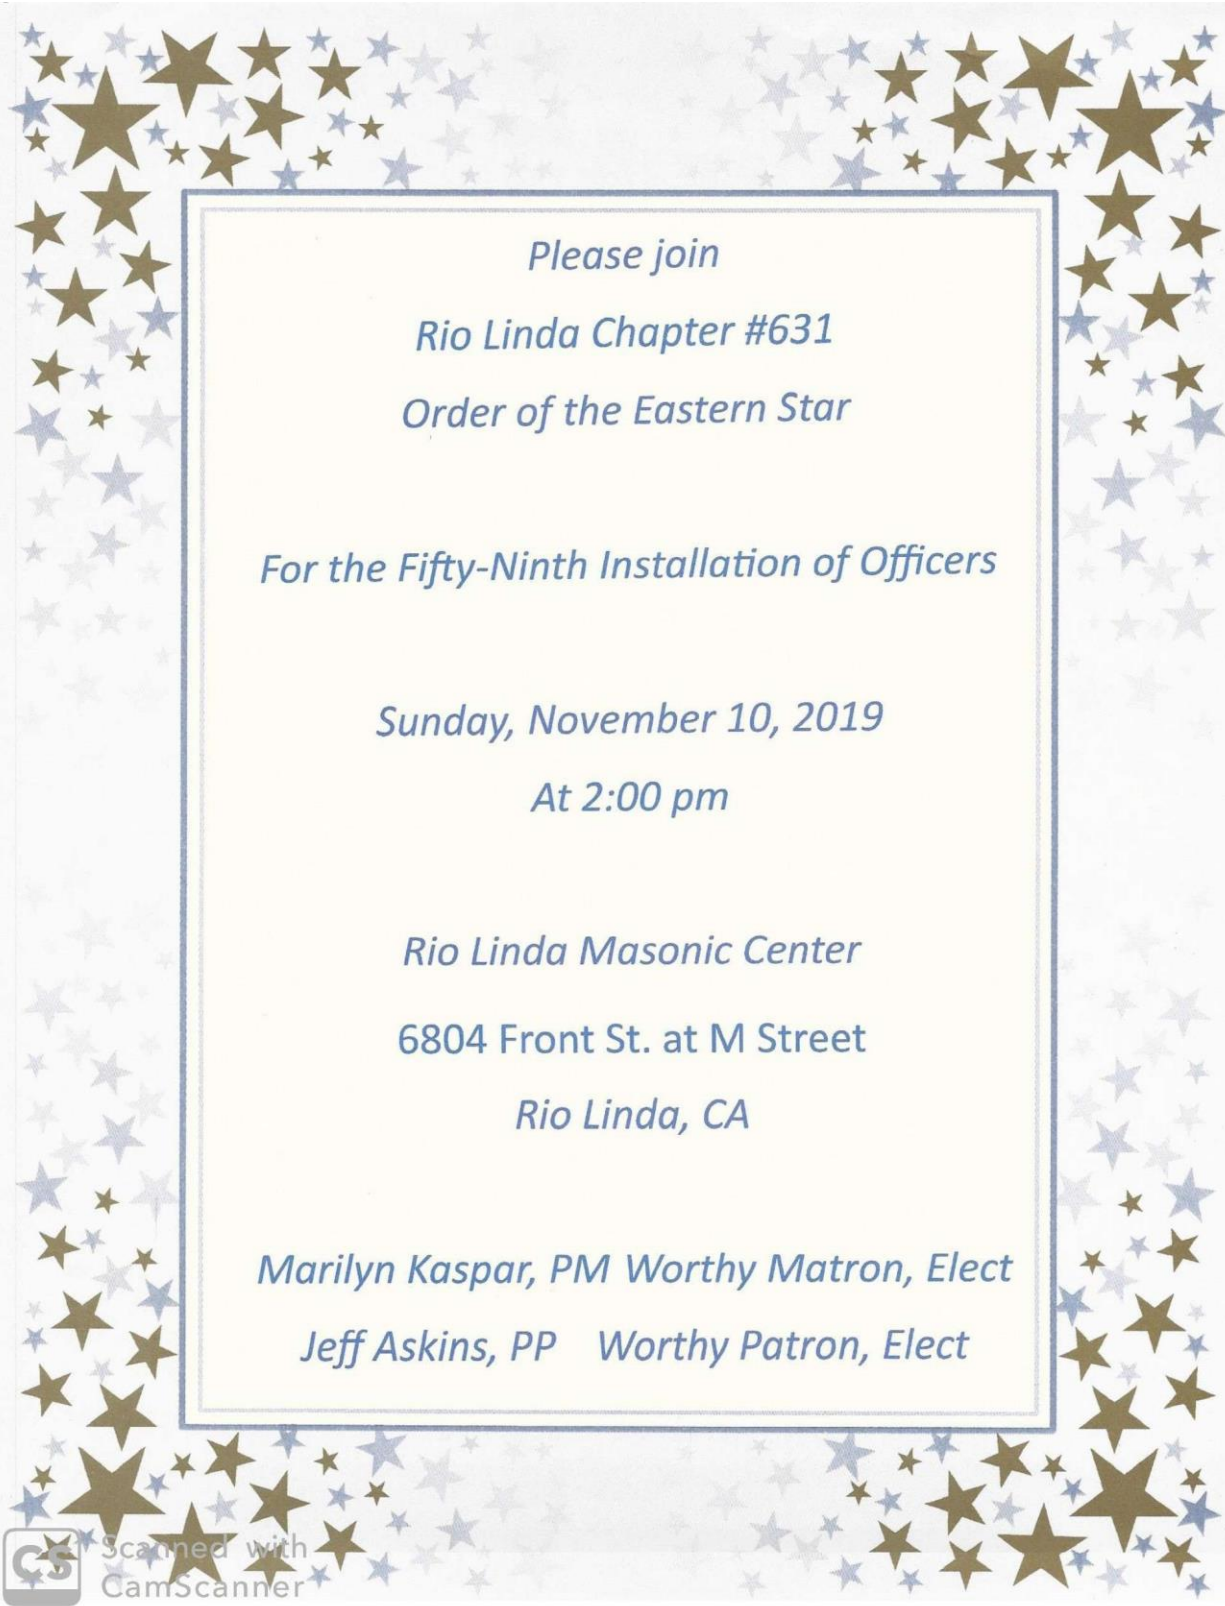 Please join
Rio Linda Chapter #631
Order of the Eastern Star
For the Fifty-Ninth Installation of Officers
Sunday, November 10, 2019
At 2:00 pm
Rio Linda Masonic Center
6804 Front St. at M Street
Rio Linda, CA
Marilyn Kaspar, PM Worthy Matron, Elect
Jeff Askins, PP Worthy Patron, Elect
CS Scanned with
CamScanner